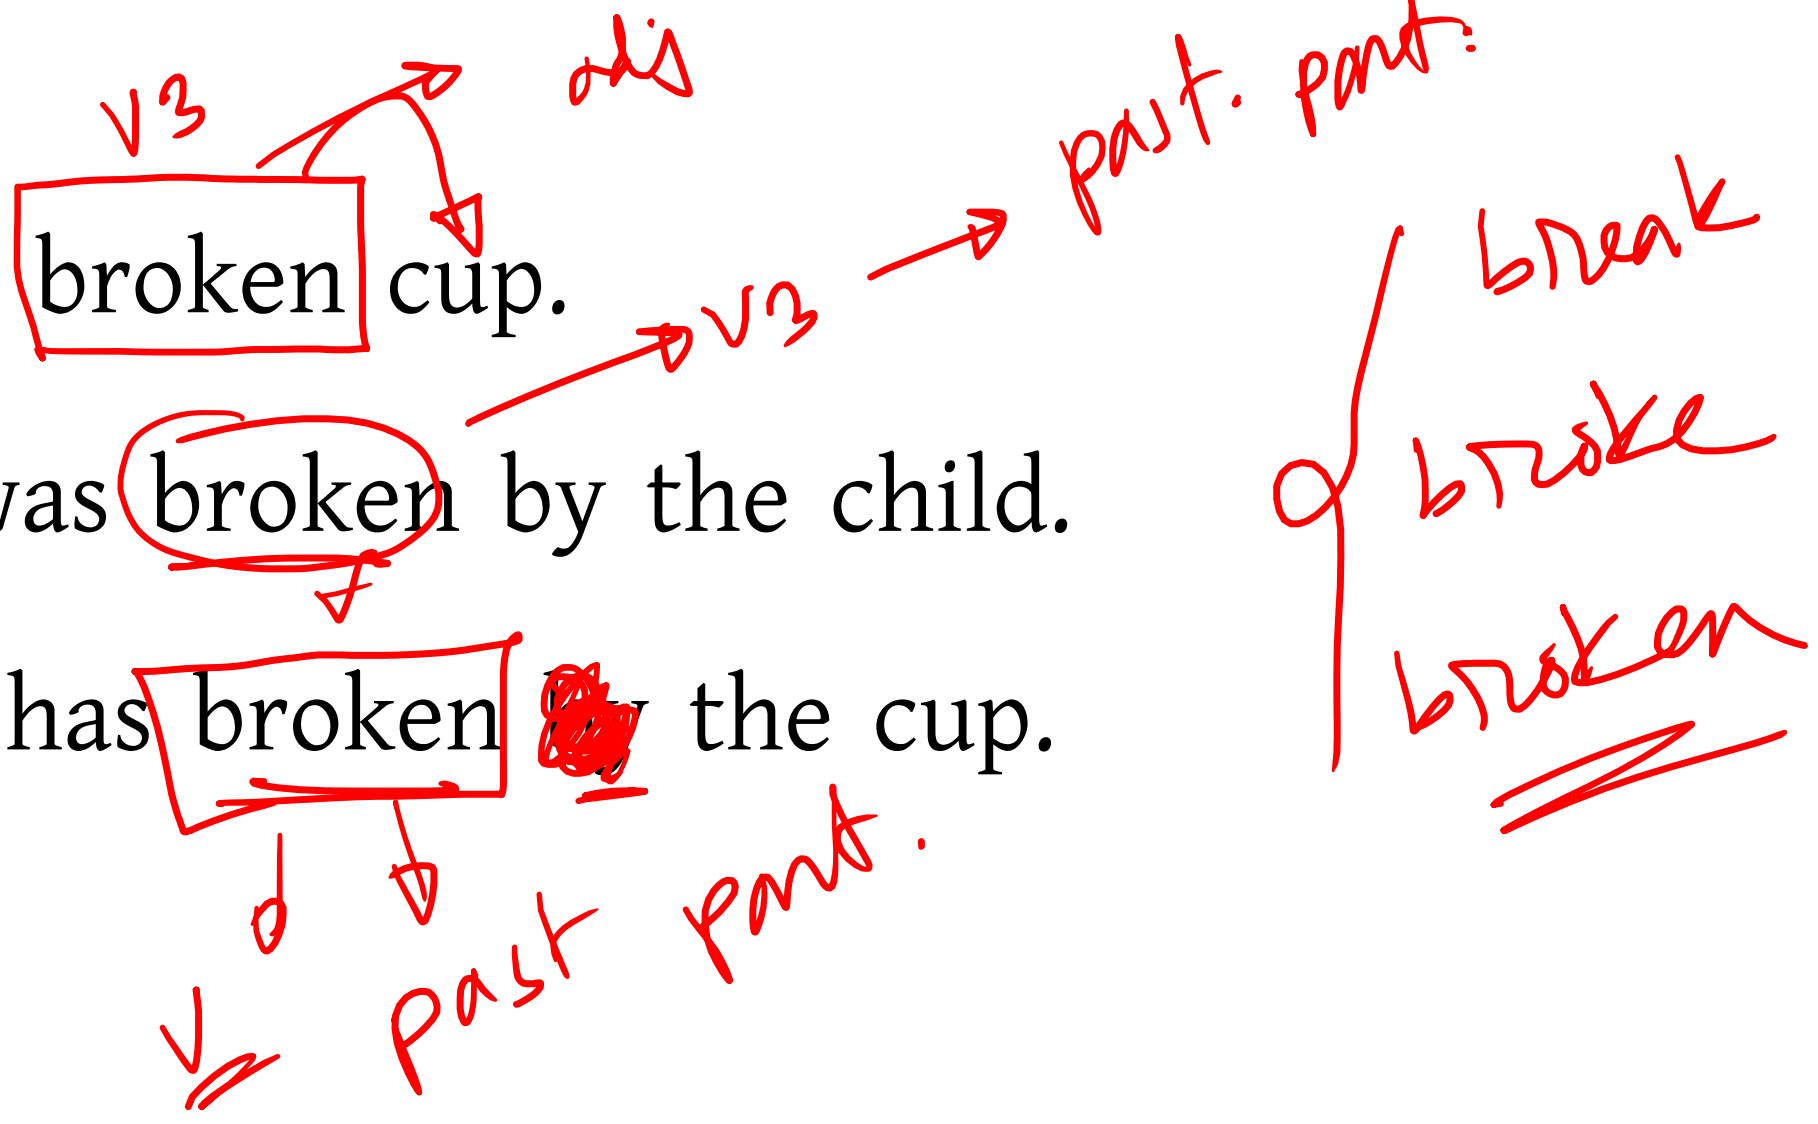 v3 adj
past. part.
broken cup.
break
v3
broke
was broken by the child.
broken
has broken the cup.
v past part.